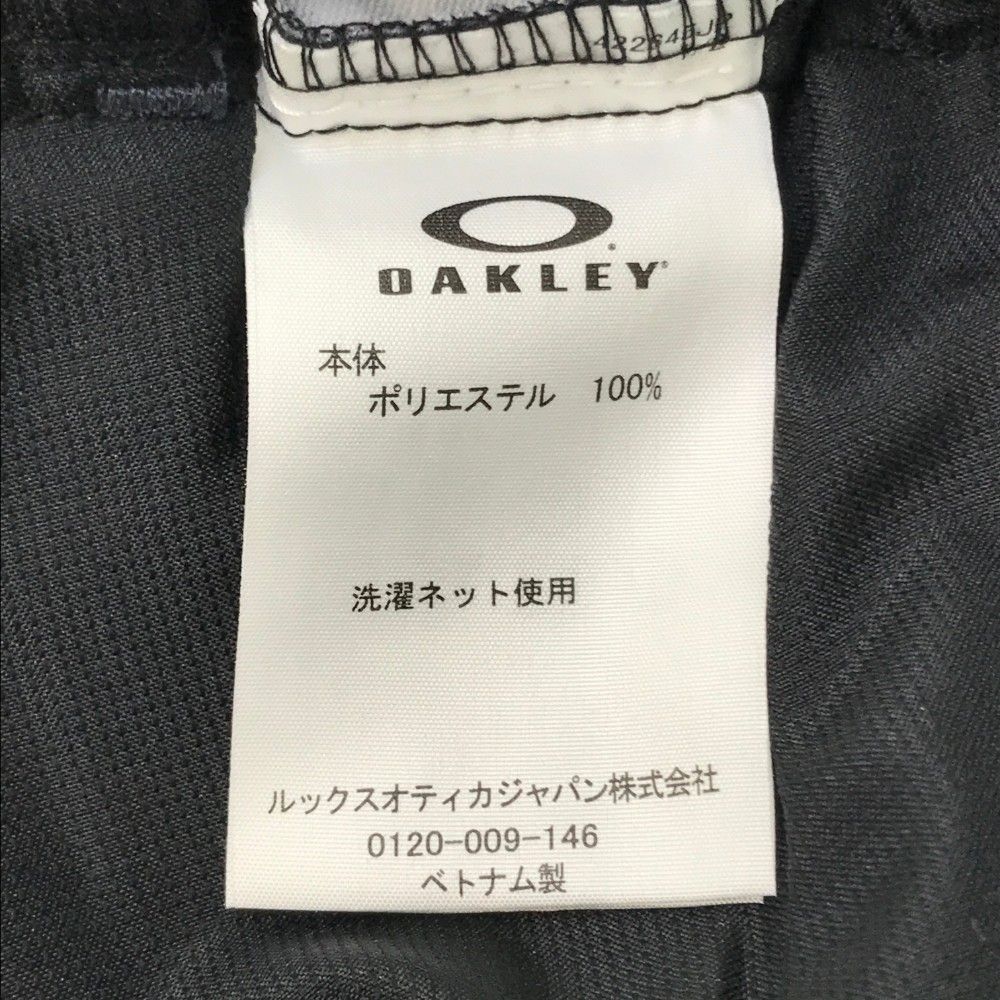 OAKLEY
本体
ポリエステル 100%
洗濯ネット使用
ルックスオティカジャパン株式会社
0120-009-146
ベトナム製